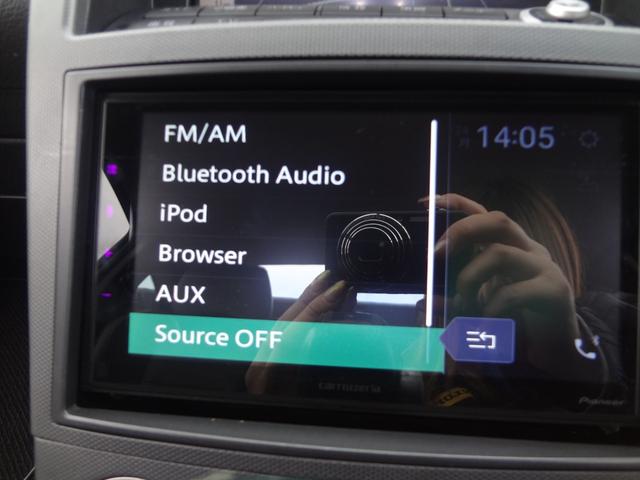 FM/AM
14:05
Bluetooth Audio
iPod
Browser
AUX
Source OFF
carrozzeria
Pioneer